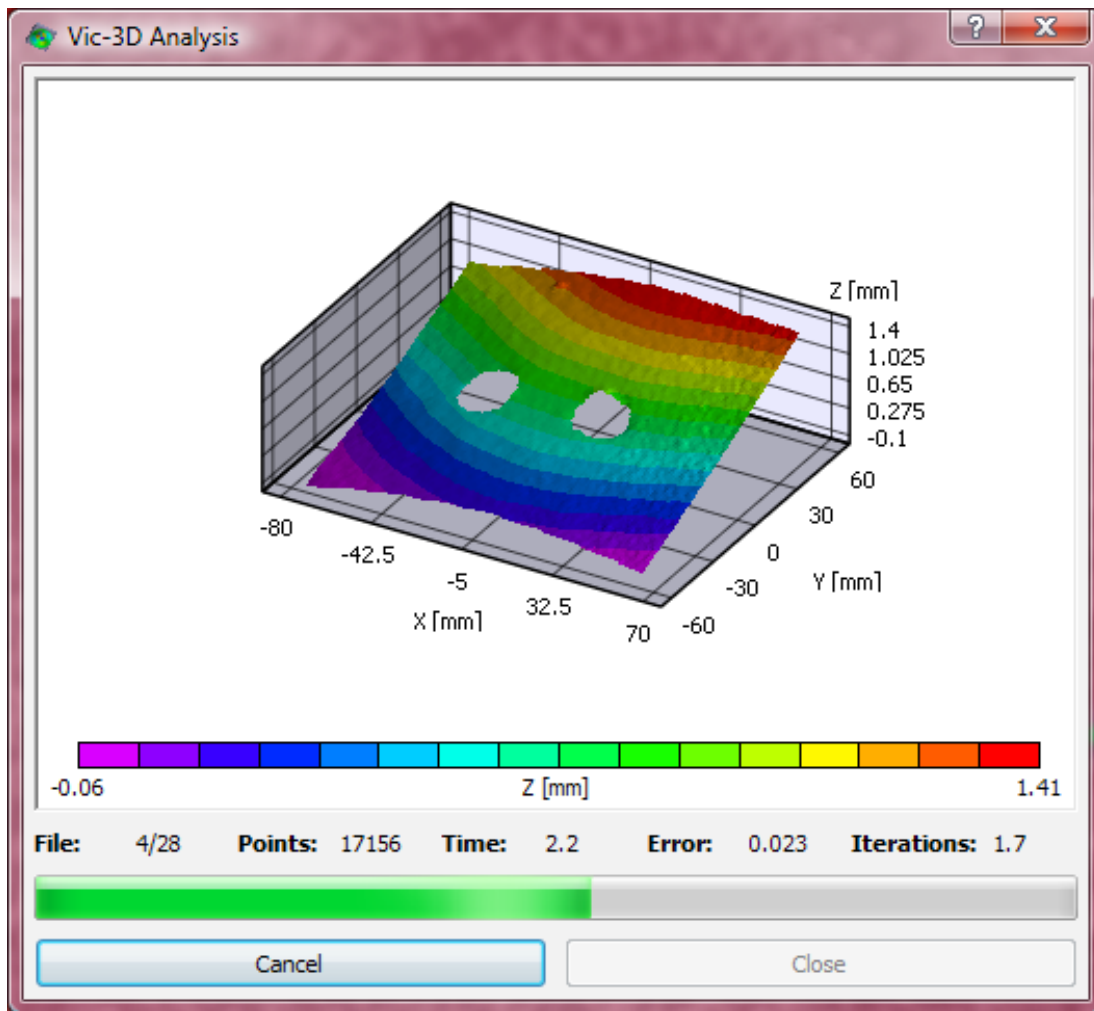 Vic-3D Analysis
?
X
Z [mm]
1.4
1.025
0.65
0.275
-0.1
60
30
0
-30
-60
Y [mm]
-80
-42.5
-5
32.5
70
X [mm]
-0.06 Z [mm] 1.41
File: 4/28 Points: 17156 Time: 2.2 Error: 0.023 Iterations: 1.7
Cancel Close